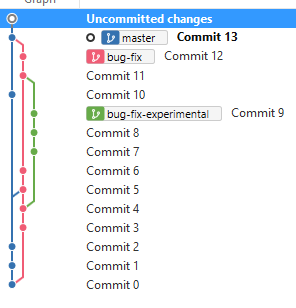 Graph
Uncommitted changes
master Commit 13
bug-fix Commit 12
Commit 11
Commit 10
bug-fix-experimental Commit 9
Commit 8
Commit 7
Commit 6
Commit 5
Commit 4
Commit 3
Commit 2
Commit 1
Commit 0